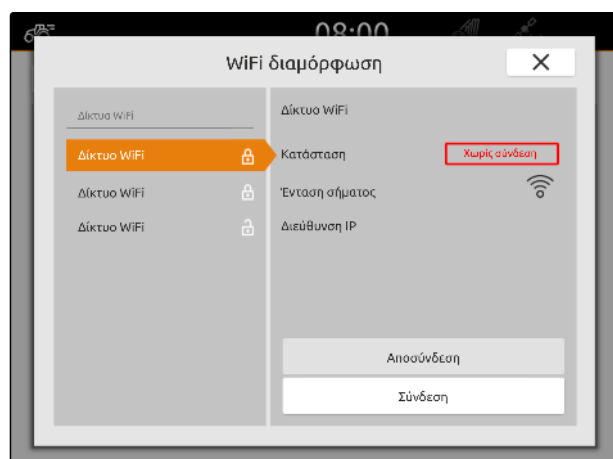 08:00
WiFi διαμόρφωση
Δίκτυα WiFi
Δίκτυο WiFi
Δίκτυο WiFi
Δίκτυο WiFi
Δίκτυο WiFi
Κατάσταση
Χωρίς σύνδεση
Ένταση σήματος
Διεύθυνση IP
Αποσύνδεση
Σύνδεση